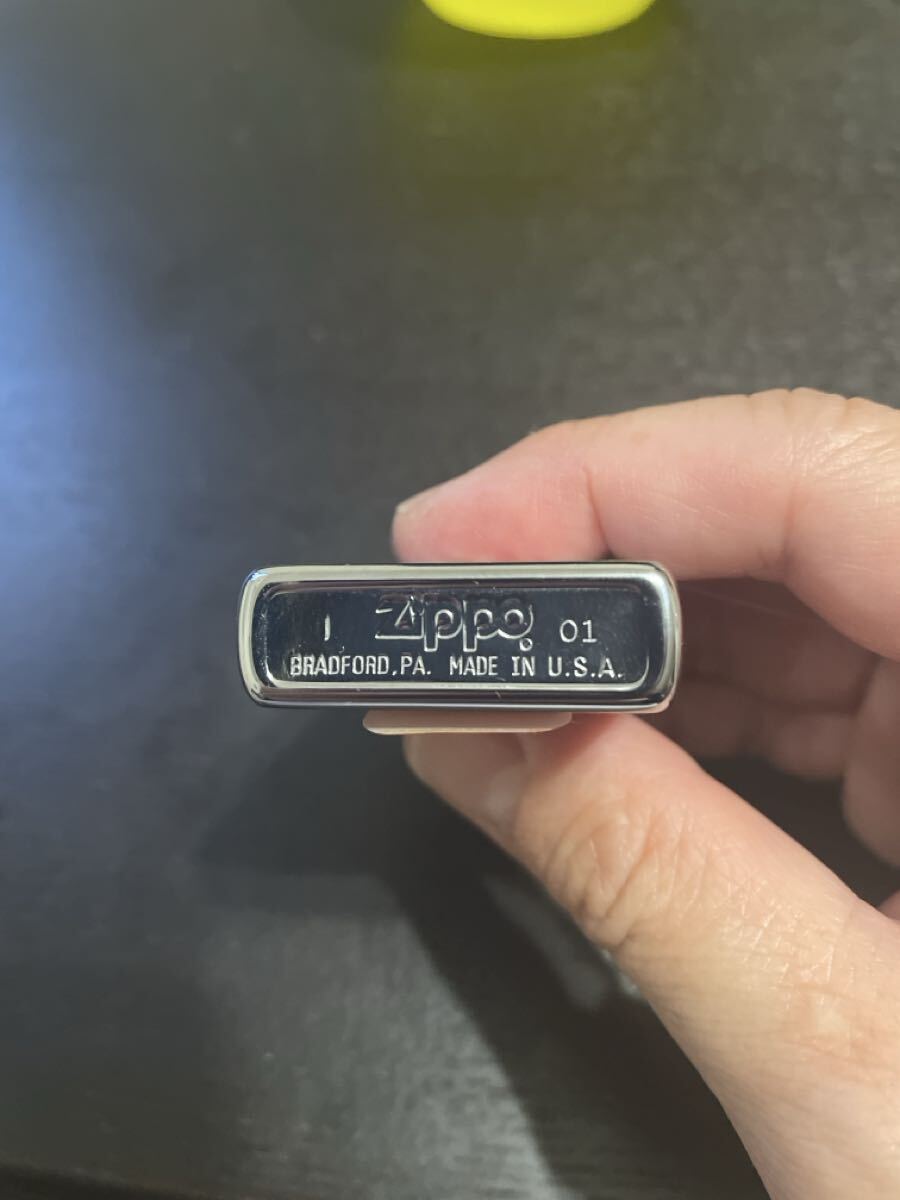 I Zippo 01
BRADFORD, PA. MADE IN U.S.A.